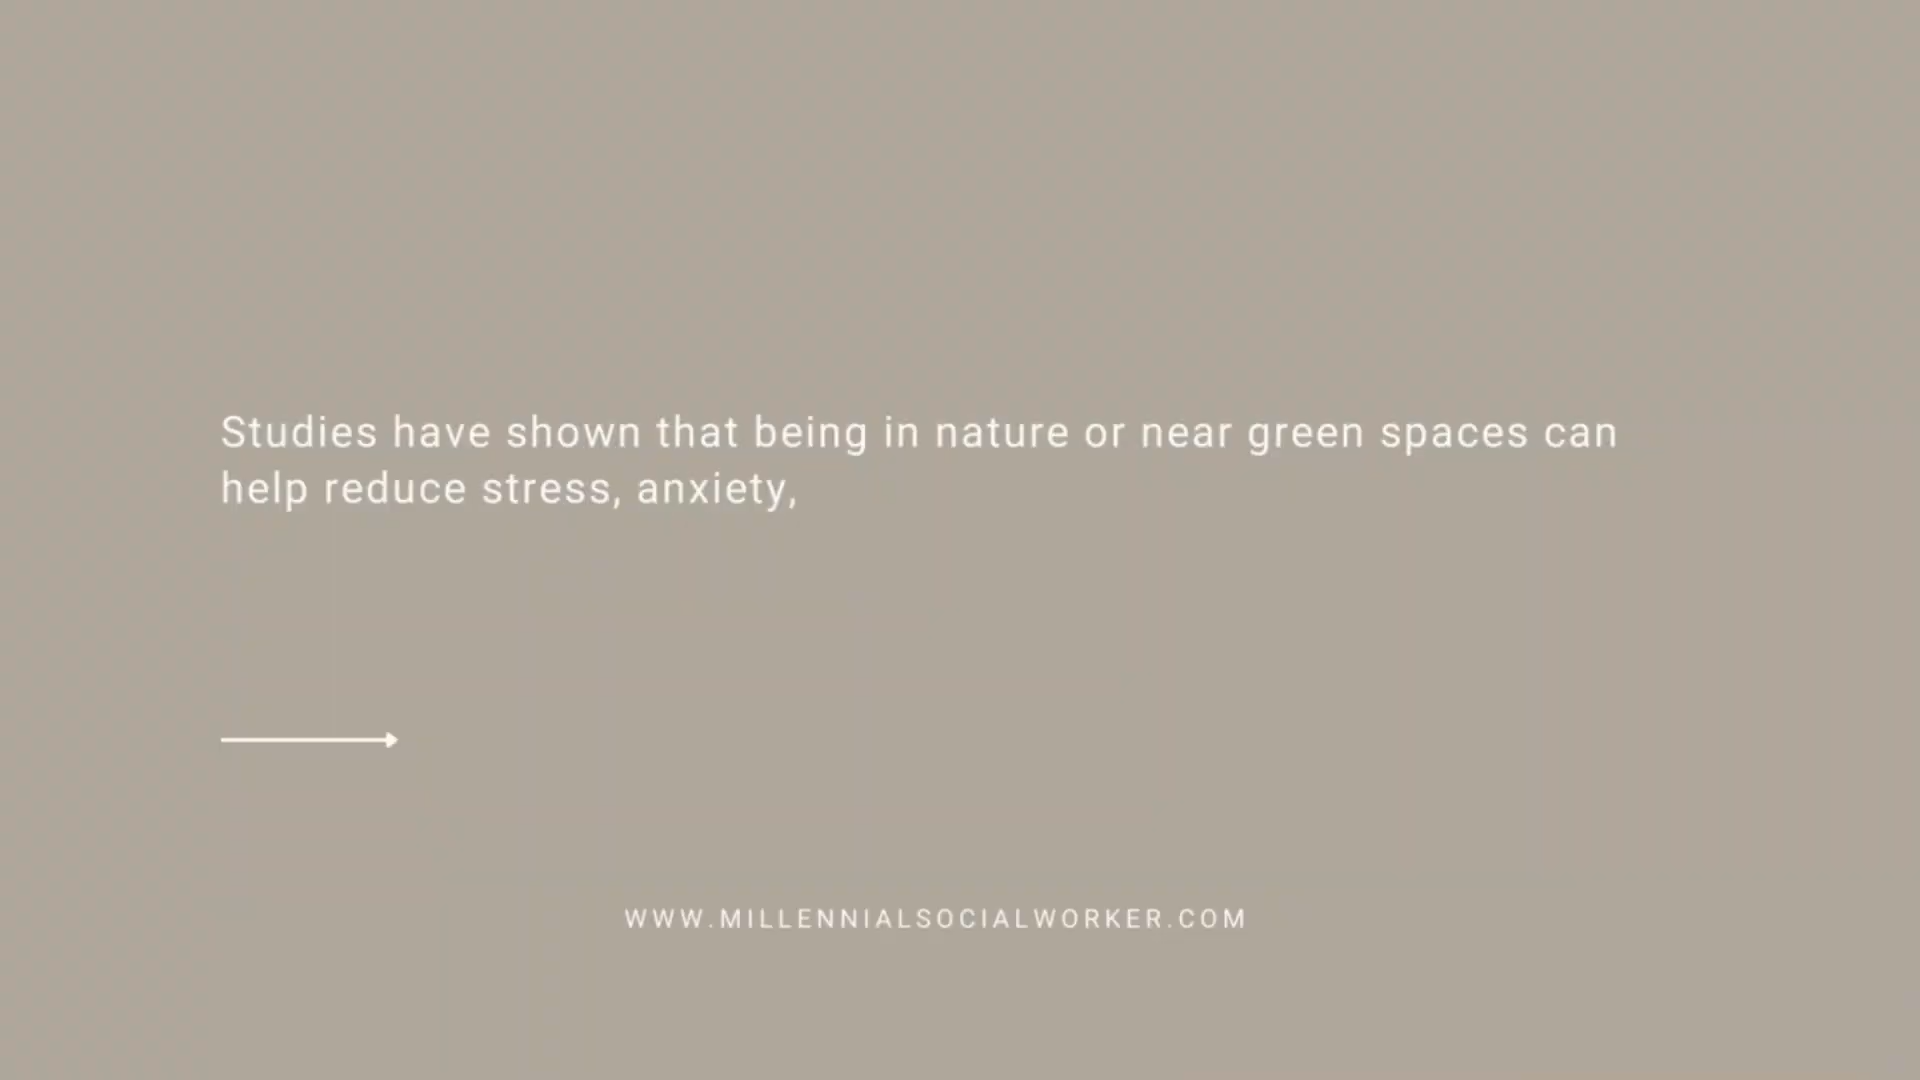 Studies have shown that being in nature or near green spaces can
help reduce stress, anxiety,
WWW.MILLENNIALSOCIALWORKER.COM